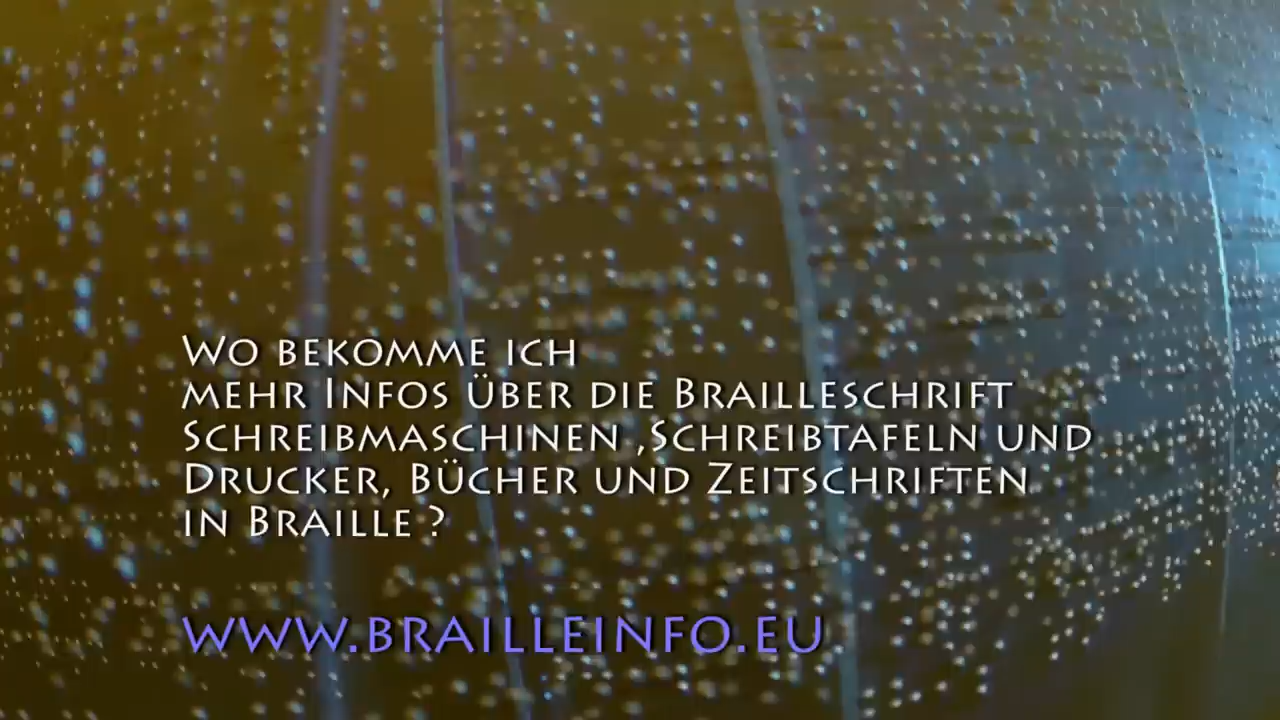 Wo bekomme ich
mehr Infos über die Brailleschrift
Schreibmaschinen ,Schreibtafeln und
Drucker, Bücher und Zeitschriften
in Braille ?
www.brailleinfo.eu